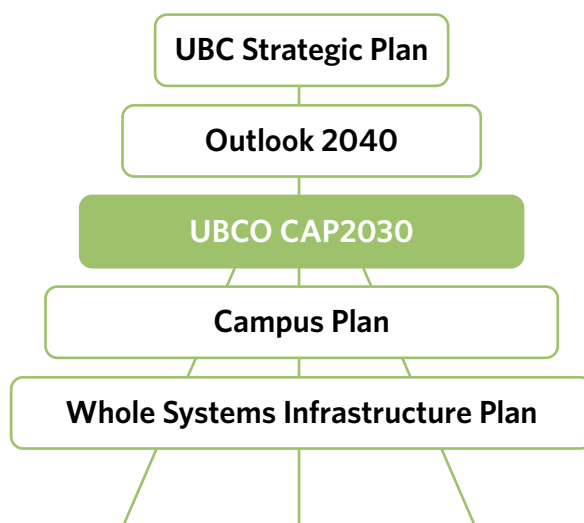 UBC Strategic Plan
Outlook 2040
UBCO CAP2030
Campus Plan
Whole Systems Infrastructure Plan